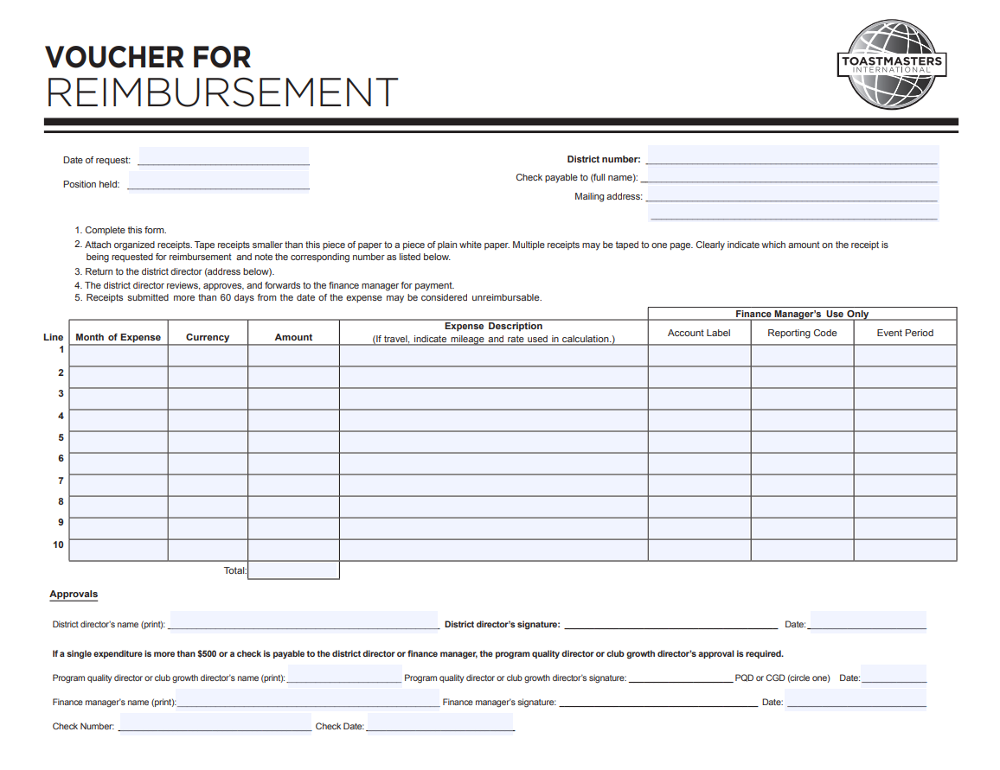 VOUCHER FOR
REIMBURSEMENT
TOASTMASTERS
INTERNATIONAL
Date of request:
District number:
Check payable to (full name):
Position held:
Mailing address:
1. Complete this form.
2. Attach organized receipts. Tape receipts smaller than this piece of paper to a piece of plain white paper. Multiple receipts may be taped to one page. Clearly indicate which amount on the receipt is
being requested for reimbursement and note the corresponding number as listed below.
3. Return to the district director (address below).
4. The district director reviews, approves, and forwards to the finance manager for payment.
5. Receipts submitted more than 60 days from the date of the expense may be considered unreimbursable.
Finance Manager's Use Only
Line Month of Expense Currency Amount Expense Description Account Label Reporting Code Event Period
(If travel, indicate mileage and rate used in calculation.)
1
2
3
4
5
6
7
8
9
10
Total:
Approvals
District director's name (print): District director's signature: Date:
If a single expenditure is more than $500 or a check is payable to the district director or finance manager, the program quality director or club growth director's approval is required.
Program quality director or club growth director's name (print): Program quality director or club growth director's signature: PQD or CGD (circle one) Date:
Finance manager's name (print): Finance manager's signature: Date:
Check Number: Check Date: